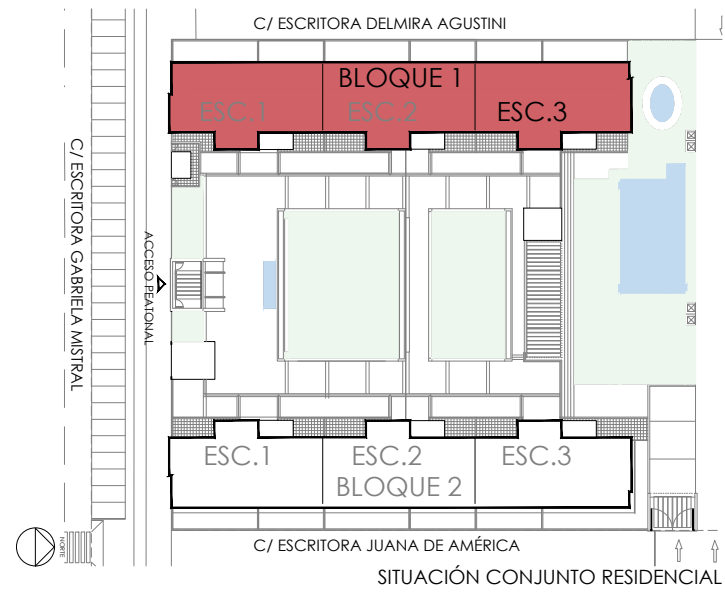 C/ ESCRITORA DELMIRA AGUSTINI
BLOQUE 1
ESC.1
ESC.2
ESC.3
C/ ESCRITORA GABRIELA MISTRAL
ACCESO PEATONAL
ESC.1
ESC.2
ESC.3
BLOQUE 2
C/ ESCRITORA JUANA DE AMÉRICA
NORTE
SITUACIÓN CONJUNTO RESIDENCIAL